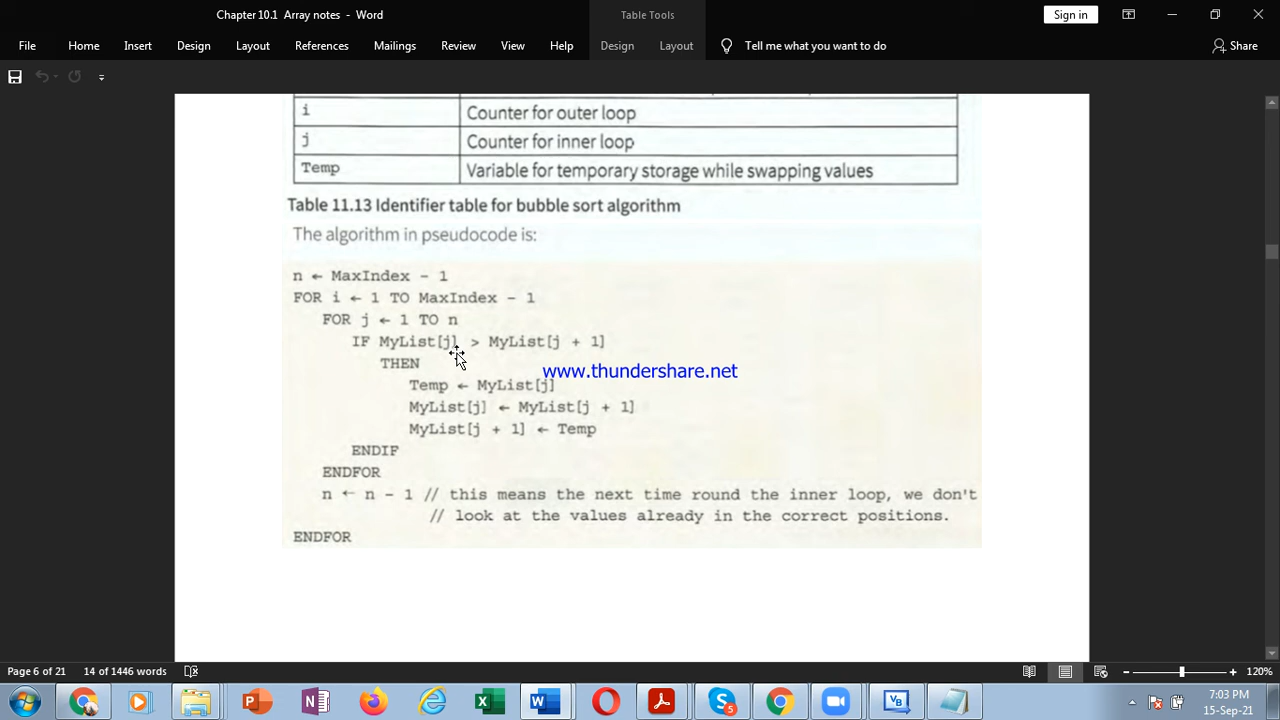 Chapter 10.1 Array notes - Word
Table Tools
Sign in
File Home Insert Design Layout References Mailings Review View Help Design Layout Tell me what you want to do Share
i Counter for outer loop
j Counter for inner loop
Temp Variable for temporary storage while swapping values
Table 11.13 Identifier table for bubble sort algorithm
The algorithm in pseudocode is:
n ← MaxIndex - 1
FOR i ← 1 TO MaxIndex - 1
FOR j ← 1 TO n
IF MyList[j] > MyList[j + 1]
THEN
www.thundershare.net
Temp ← MyList[j]
MyList[j] ← MyList[j + 1]
MyList[j + 1] ← Temp
ENDIF
ENDFOR
n ← n - 1 // this means the next time round the inner loop, we don't
// look at the values already in the correct positions.
ENDFOR
Page 6 of 21 14 of 1446 words 120%
7:03 PM
15-Sep-21